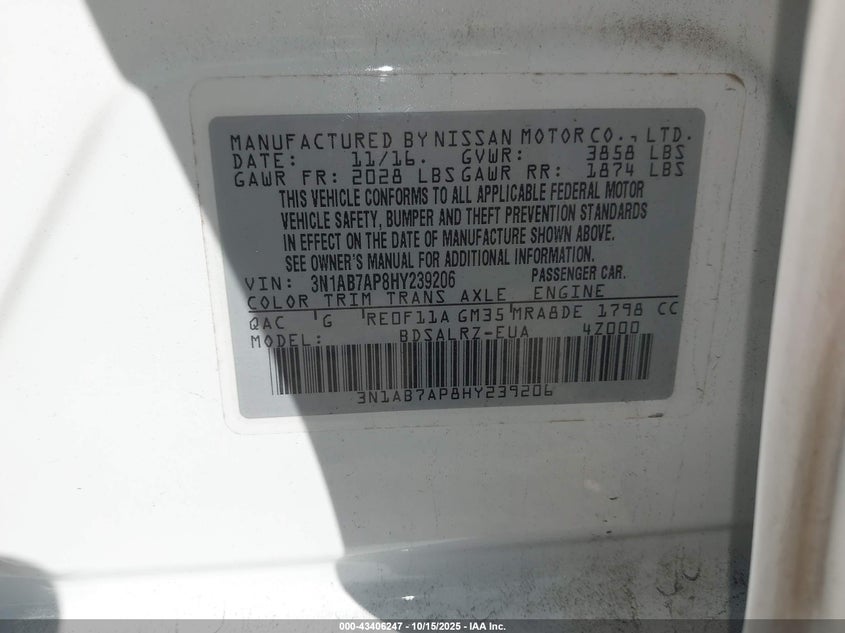 MANUFACTURED BY NISSAN MOTOR CO., LTD.
DATE: 11/16. GVWR: 3858 LBS
GAWR FR: 2028 LBS GAWR RR: 1874 LBS
THIS VEHICLE CONFORMS TO ALL APPLICABLE FEDERAL MOTOR
VEHICLE SAFETY, BUMPER AND THEFT PREVENTION STANDARDS
IN EFFECT ON THE DATE OF MANUFACTURE SHOWN ABOVE.
SEE OWNER'S MANUAL FOR ADDITIONAL INFORMATION.
VIN: 3N1AB7AP8HY239206 PASSENGER CAR.
COLOR TRIM TRANS AXLE ENGINE
QAC G RE0F11A GM35 MRA8DE 1798 CC
MODEL: BDSALRZ-EUA 4Z000
3N1AB7AP8HY239206
000-43406247 - 10/15/2025 - IAA Inc.